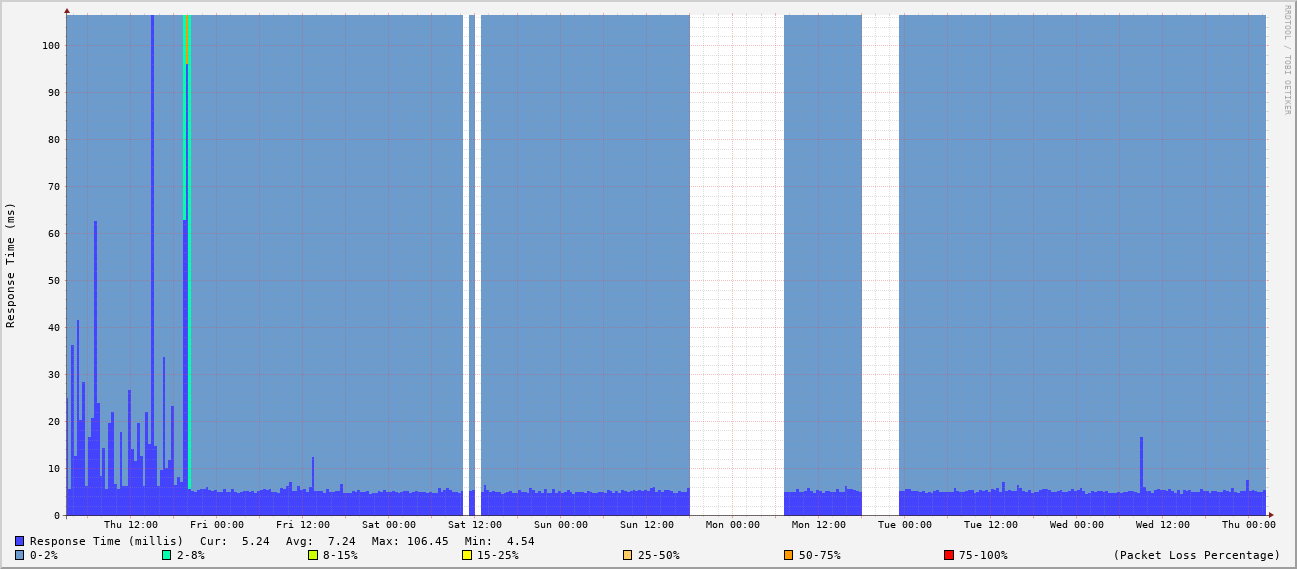 RRDTOOL / TOBI OETIKER
Response Time (ms)
100
90
80
70
60
50
40
30
20
10
0
Thu 12:00 Fri 00:00 Fri 12:00 Sat 00:00 Sat 12:00 Sun 00:00 Sun 12:00 Mon 00:00 Mon 12:00 Tue 00:00 Tue 12:00 Wed 00:00 Wed 12:00 Thu 00:00
Response Time (millis) Cur: 5.24 Avg: 7.24 Max: 106.45 Min: 4.54
0-2% 2-8% 8-15% 15-25% 25-50% 50-75% 75-100% (Packet Loss Percentage)